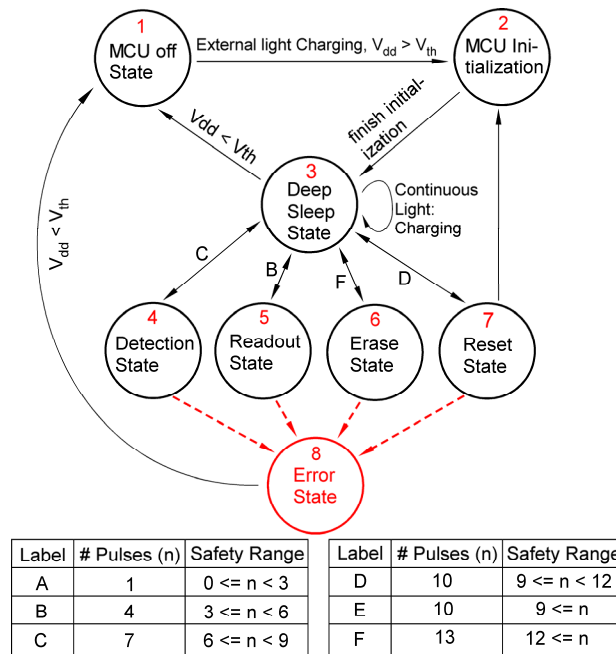 1
MCU off
State
External light Charging, Vdd > Vth
2
MCU Ini-
tialization
finish initial-
ization
Vdd < Vth
3
Deep
Sleep
State
Continuous
Light:
Charging
Vdd < Vth
C
B
F
D
4
Detection
State
5
Readout
State
6
Erase
State
7
Reset
State
8
Error
State
Label # Pulses (n) Safety Range
A 1 0 <= n < 3
B 4 3 <= n < 6
C 7 6 <= n < 9
Label # Pulses (n) Safety Range
D 10 9 <= n < 12
E 10 9 <= n
F 13 12 <= n